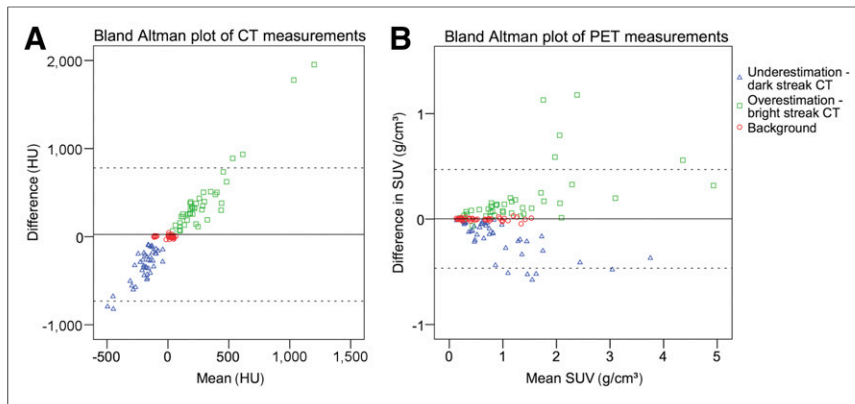 A
Bland Altman plot of CT measurements
2,000
1,000
0
-1,000
Difference (HU)
-500
0
500
1,000
1,500
Mean (HU)
B
Bland Altman plot of PET measurements
1
0
-1
Difference in SUV (g/cm³)
0
1
2
3
4
5
Mean SUV (g/cm³)
Underestimation -
dark streak CT
Overestimation -
bright streak CT
Background